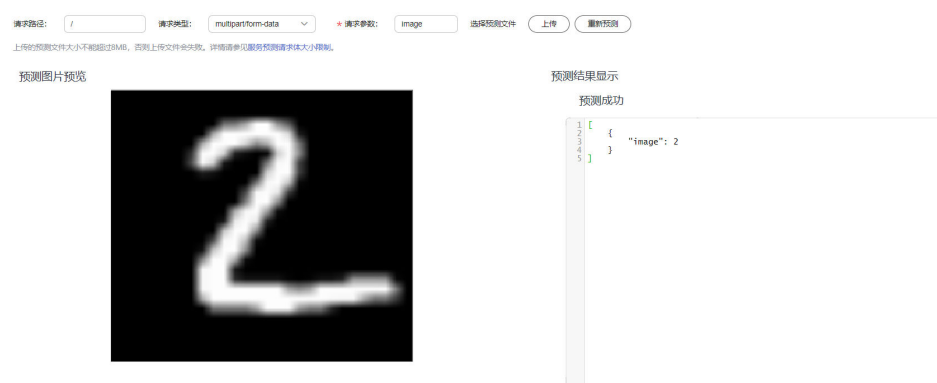 请求路径： / 请求类型： multipart/form-data * 请求参数： image 选择预测文件 上传 重新预测
上传的预测文件大小不能超过8MB，否则上传文件会失败。详情请参见服务预测请求体大小限制。
预测图片预览
2
预测结果显示
预测成功
1 [
2 {
3 "image": 2
4 }
5 ]